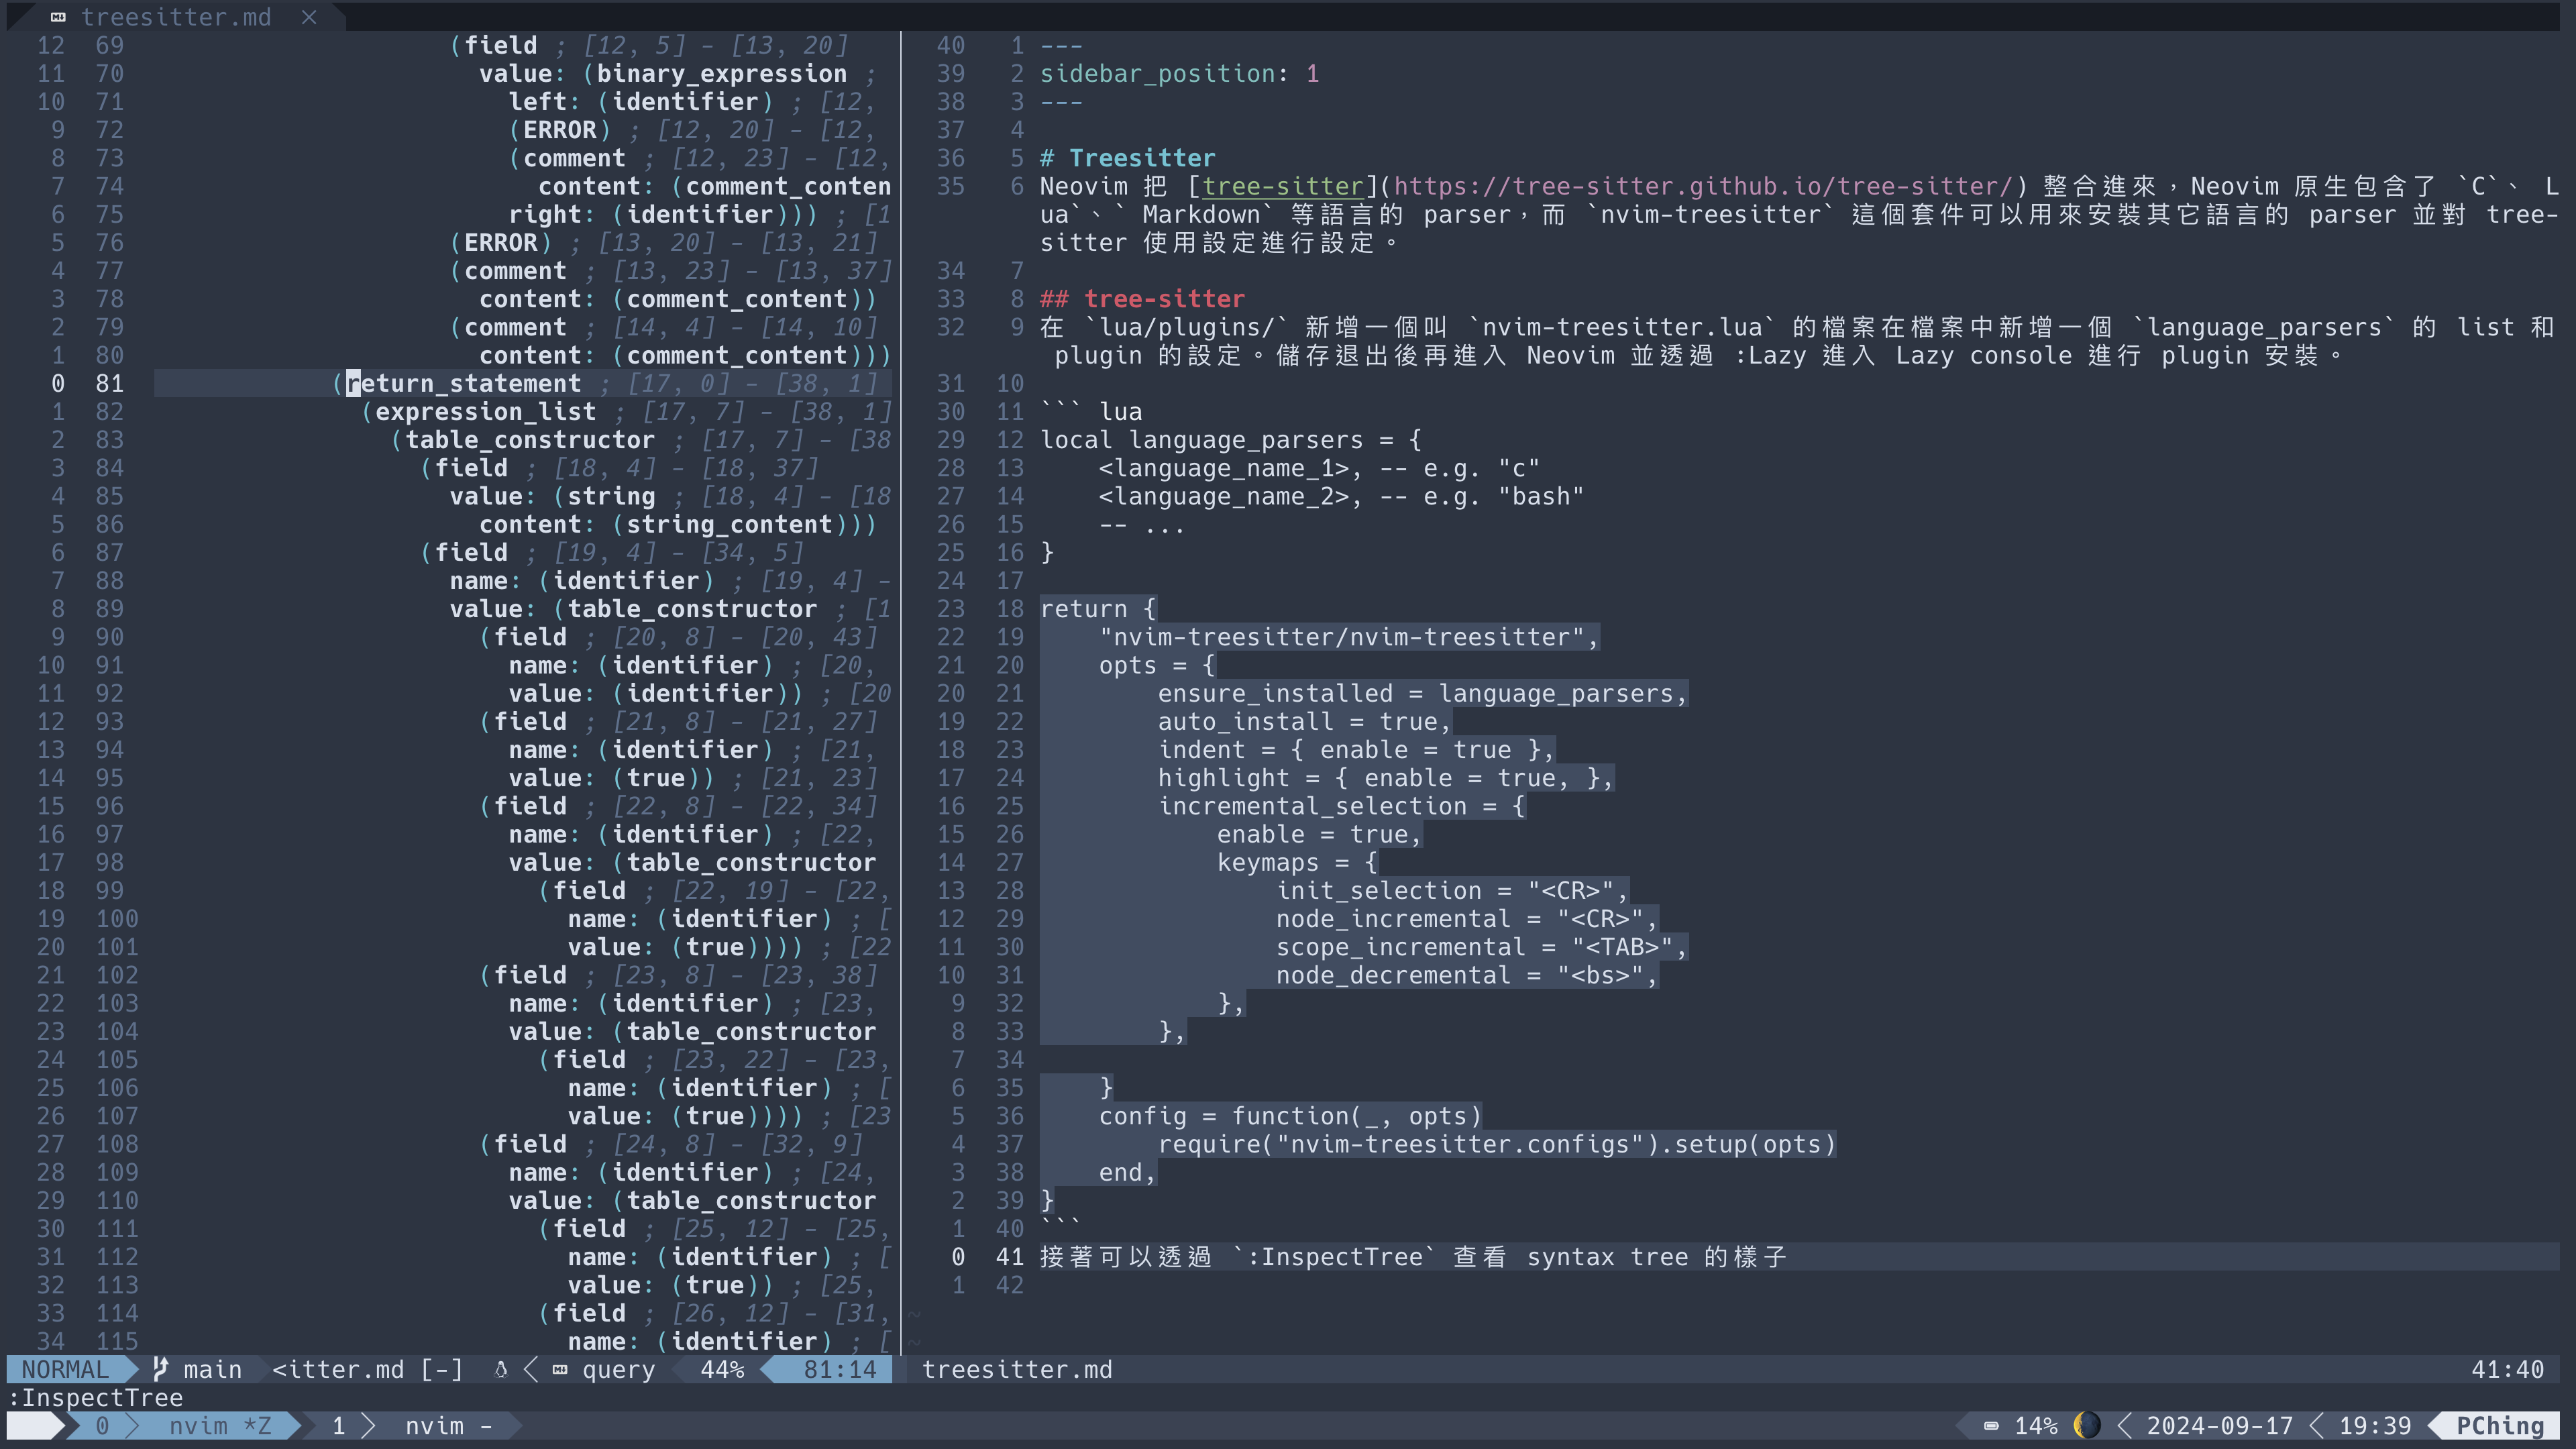 treesitter.md ×
12 69 (field ; [12, 5] - [13, 20]
11 70 value: (binary_expression ;
10 71 left: (identifier) ; [12,
9 72 (ERROR) ; [12, 20] - [12,
8 73 (comment ; [12, 23] - [12,
7 74 content: (comment_conten
6 75 right: (identifier))) ; [1
5 76 (ERROR) ; [13, 20] - [13, 21]
4 77 (comment ; [13, 23] - [13, 37]
3 78 content: (comment_content))
2 79 (comment ; [14, 4] - [14, 10]
1 80 content: (comment_content)))
0 81 (return_statement ; [17, 0] - [38, 1]
1 82 (expression_list ; [17, 7] - [38, 1]
2 83 (table_constructor ; [17, 7] - [38
3 84 (field ; [18, 4] - [18, 37]
4 85 value: (string ; [18, 4] - [18
5 86 content: (string_content)))
6 87 (field ; [19, 4] - [34, 5]
7 88 name: (identifier) ; [19, 4] -
8 89 value: (table_constructor ; [1
9 90 (field ; [20, 8] - [20, 43]
10 91 name: (identifier) ; [20,
11 92 value: (identifier)) ; [20
12 93 (field ; [21, 8] - [21, 27]
13 94 name: (identifier) ; [21,
14 95 value: (true)) ; [21, 23]
15 96 (field ; [22, 8] - [22, 34]
16 97 name: (identifier) ; [22,
17 98 value: (table_constructor
18 99 (field ; [22, 19] - [22,
19 100 name: (identifier) ; [
20 101 value: (true)))) ; [22
21 102 (field ; [23, 8] - [23, 38]
22 103 name: (identifier) ; [23,
23 104 value: (table_constructor
24 105 (field ; [23, 22] - [23,
25 106 name: (identifier) ; [
26 107 value: (true)))) ; [23
27 108 (field ; [24, 8] - [32, 9]
28 109 name: (identifier) ; [24,
29 110 value: (table_constructor
30 111 (field ; [25, 12] - [25,
31 112 name: (identifier) ; [
32 113 value: (true)) ; [25,
33 114 (field ; [26, 12] - [31,
34 115 name: (identifier) ; [
40 1 ---
39 2 sidebar_position: 1
38 3 ---
37 4
36 5 # Treesitter
35 6 Neovim 把 [tree-sitter](https://tree-sitter.github.io/tree-sitter/) 整合進來，Neovim 原生包含了 `C`、 L
ua`、` Markdown` 等語言的 parser，而 `nvim-treesitter` 這個套件可以用來安裝其它語言的 parser 並對 tree-
sitter 使用設定進行設定。
34 7
33 8 ## tree-sitter
32 9 在 `lua/plugins/` 新增一個叫 `nvim-treesitter.lua` 的檔案在檔案中新增一個 `language_parsers` 的 list 和
plugin 的設定。儲存退出後再進入 Neovim 並透過 :Lazy 進入 Lazy console 進行 plugin 安裝。
31 10
30 11 ``` lua
29 12 local language_parsers = {
28 13 <language_name_1>, -- e.g. "c"
27 14 <language_name_2>, -- e.g. "bash"
26 15 -- ...
25 16 }
24 17
23 18 return {
22 19 "nvim-treesitter/nvim-treesitter",
21 20 opts = {
20 21 ensure_installed = language_parsers,
19 22 auto_install = true,
18 23 indent = { enable = true },
17 24 highlight = { enable = true, },
16 25 incremental_selection = {
15 26 enable = true,
14 27 keymaps = {
13 28 init_selection = "<CR>",
12 29 node_incremental = "<CR>",
11 30 scope_incremental = "<TAB>",
10 31 node_decremental = "<bs>",
9 32 },
8 33 },
7 34
6 35 }
5 36 config = function(_, opts)
4 37 require("nvim-treesitter.configs").setup(opts)
3 38 end,
2 39 }
1 40 ```
0 41 接著可以透過 `:InspectTree` 查看 syntax tree 的樣子
1 42
~
~
NORMAL main <itter.md [-] query 44% 81:14 treesitter.md 41:40
:InspectTree
0 nvim *Z 1 nvim - 14% 2024-09-17 19:39 PChing